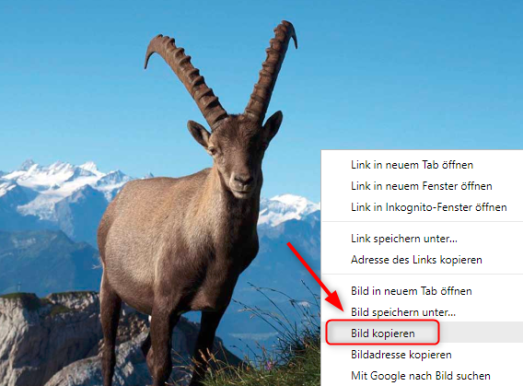 Link in neuem Tab öffnen
Link in neuem Fenster öffnen
Link in Inkognito-Fenster öffnen
Link speichern unter...
Adresse des Links kopieren
Bild in neuem Tab öffnen
Bild speichern unter...
Bild kopieren
Bildadresse kopieren
Mit Google nach Bild suchen